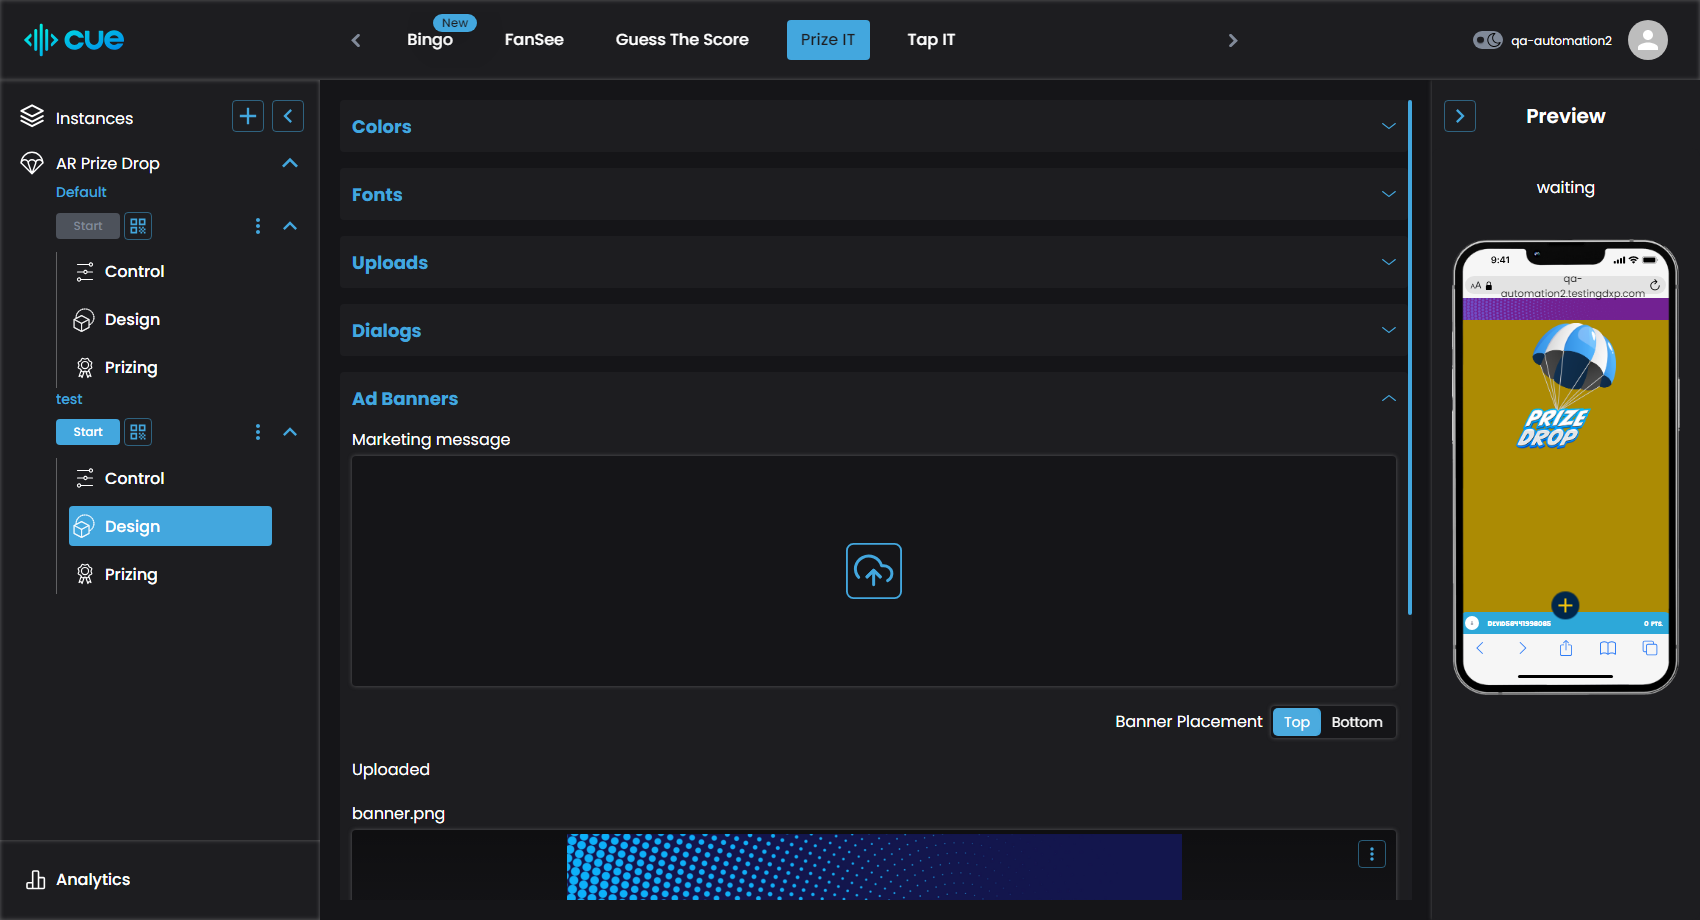 cue
New
Bingo
FanSee
Guess The Score
Prize IT
Tap IT
qa-automation2
Instances
AR Prize Drop
Default
Start
Control
Design
Prizing
test
Start
Control
Design
Prizing
Analytics
Colors
Fonts
Uploads
Dialogs
Ad Banners
Marketing message
Banner Placement
Top
Bottom
Uploaded
banner.png
Preview
waiting
9:41
AA
qa-
automation2.testingdxp.com
PRIZE
DROP
0 PTS.